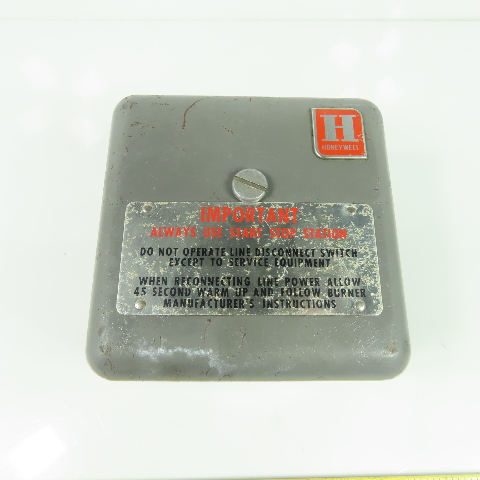 H
HONEYWELL
IMPORTANT
ALWAYS USE START STOP STATION
DO NOT OPERATE LINE DISCONNECT SWITCH
EXCEPT TO SERVICE EQUIPMENT
WHEN RECONNECTING LINE POWER ALLOW
45 SECOND WARM UP AND FOLLOW BURNER
MANUFACTURER'S INSTRUCTIONS